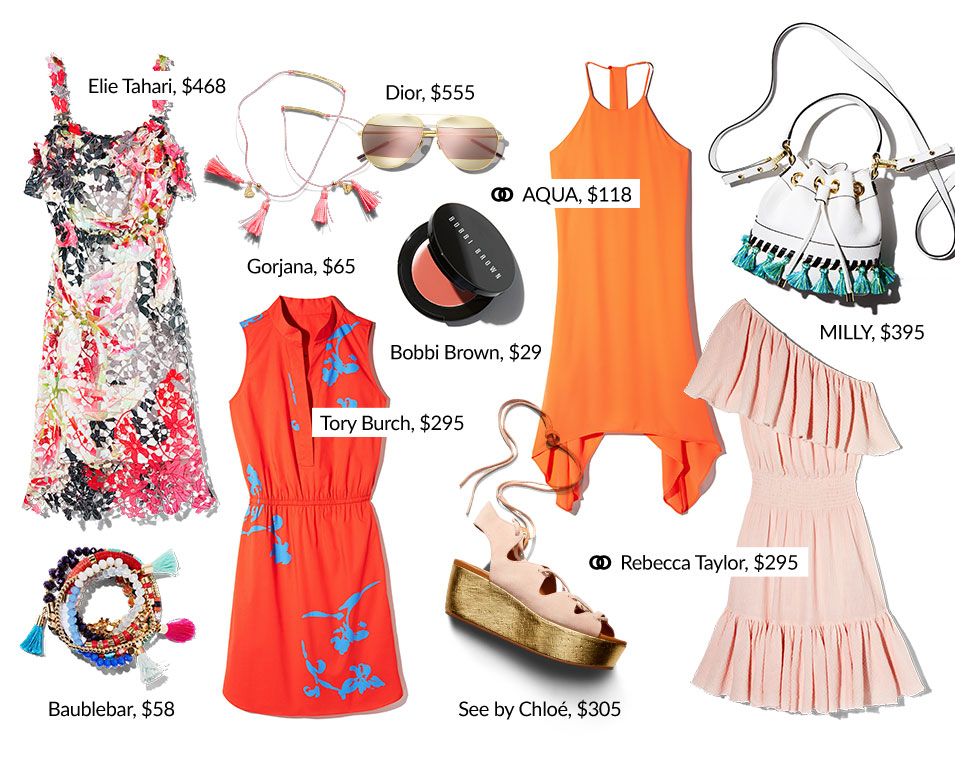 Elie Tahari, $468
Dior, $555
AQUA, $118
Gorjana, $65
BOBBI BROWN
MILLY, $395
Bobbi Brown, $29
Tory Burch, $295
Rebecca Taylor, $295
Baublebar, $58
See by Chloé, $305